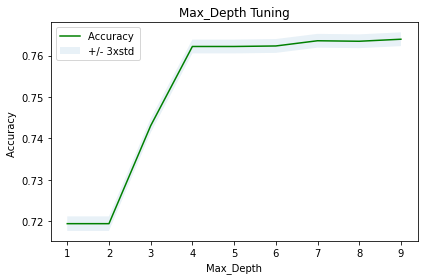 Max_Depth Tuning
Accuracy
+/- 3xstd
0.76
0.75
0.74
0.73
0.72
Accuracy
1 2 3 4 5 6 7 8 9
Max_Depth